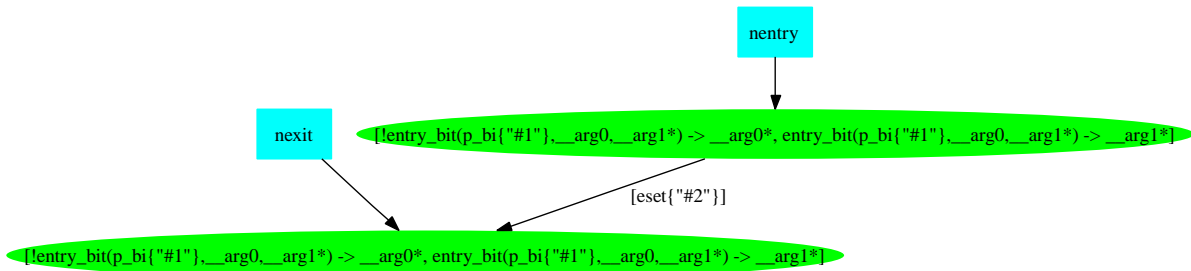 nentry
nexit
[!entry_bit(p_bi{"#1"},__arg0,__arg1*) -> __arg0*, entry_bit(p_bi{"#1"},__arg0,__arg1*) -> __arg1*]
[eset{"#2"}]
[!entry_bit(p_bi{"#1"},__arg0,__arg1*) -> __arg0*, entry_bit(p_bi{"#1"},__arg0,__arg1*) -> __arg1*]